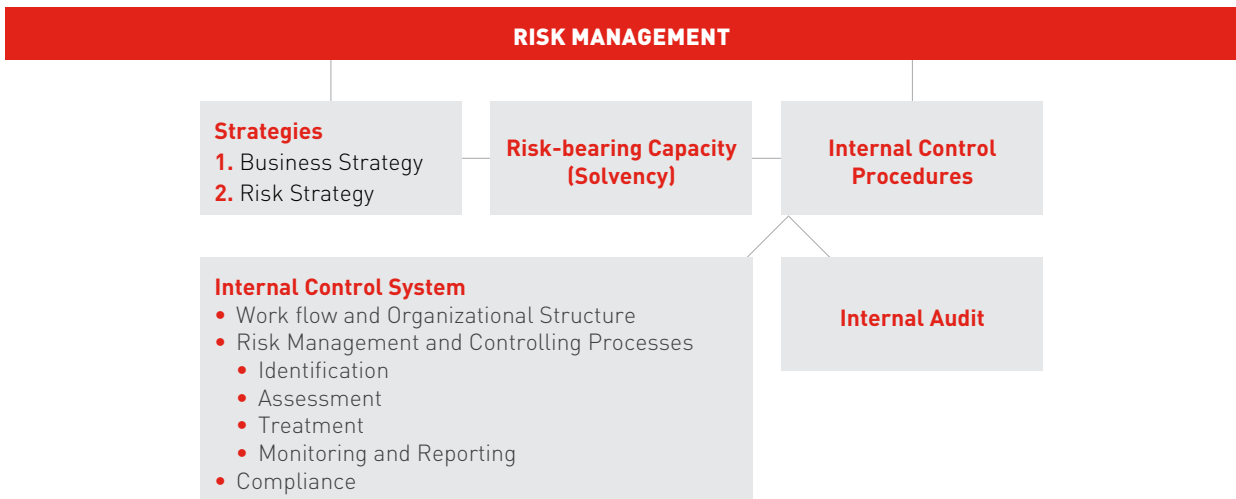 RISK MANAGEMENT
Strategies
1. Business Strategy
2. Risk Strategy
Risk-bearing Capacity
(Solvency)
Internal Control
Procedures
Internal Control System
• Work flow and Organizational Structure
• Risk Management and Controlling Processes
• Identification
• Assessment
• Treatment
• Monitoring and Reporting
• Compliance
Internal Audit